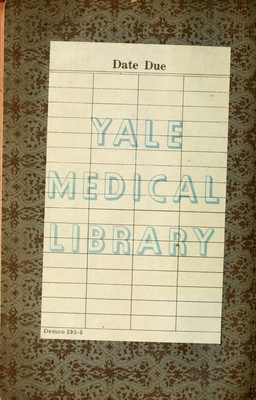 Date Due
YALE
MEDICAL
LIBRARY
Demco 293-5